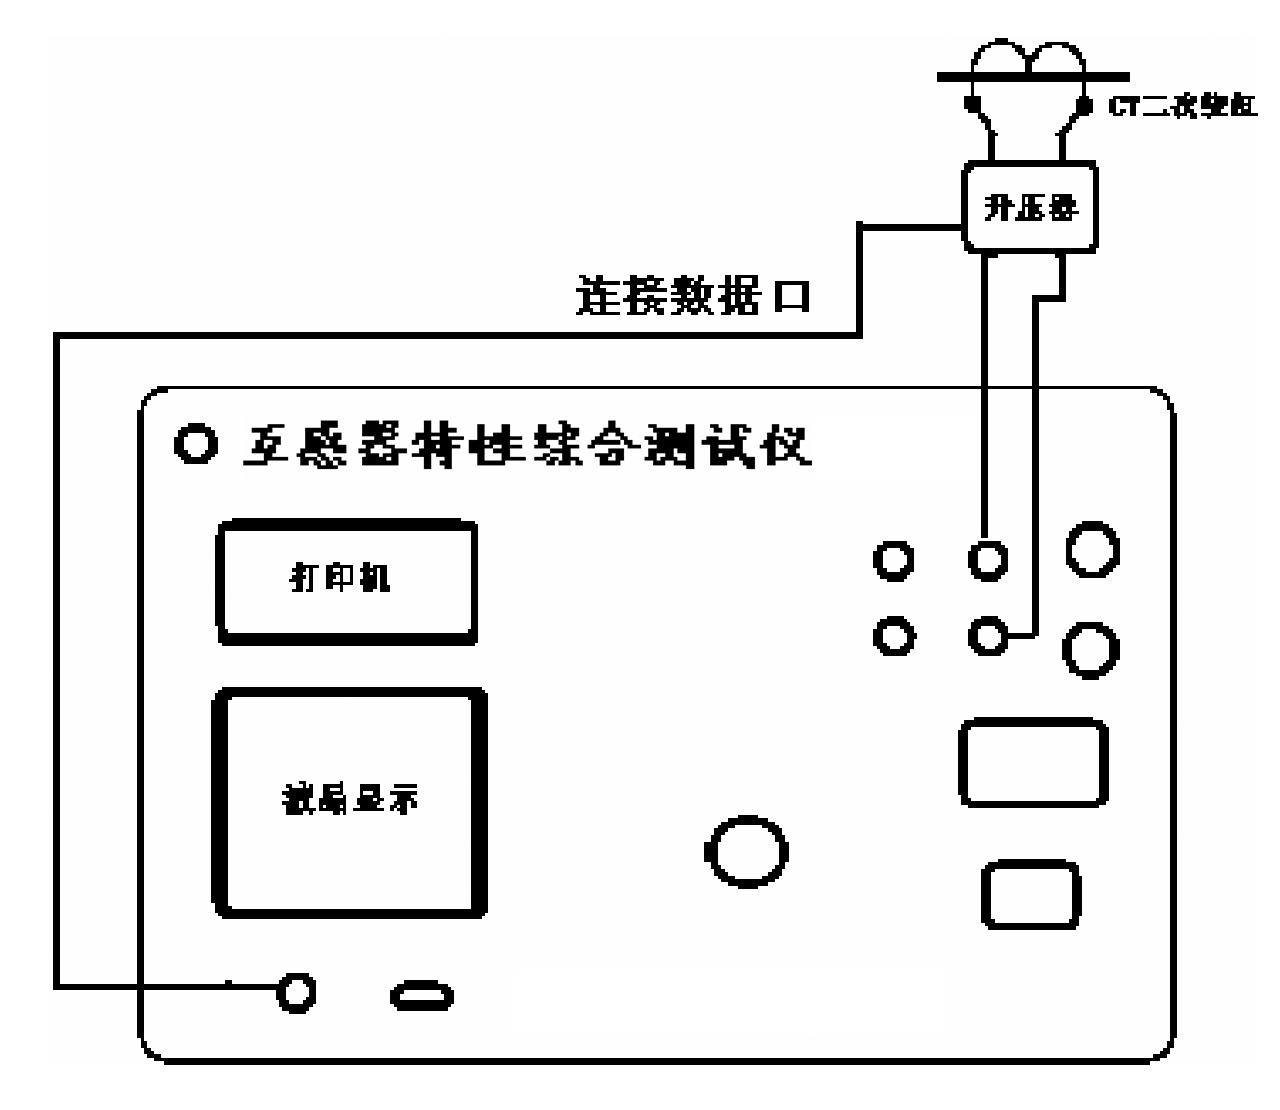 CT二次绕组
升压器
连接数据口
互感器特性综合测试仪
打印机
液晶显示